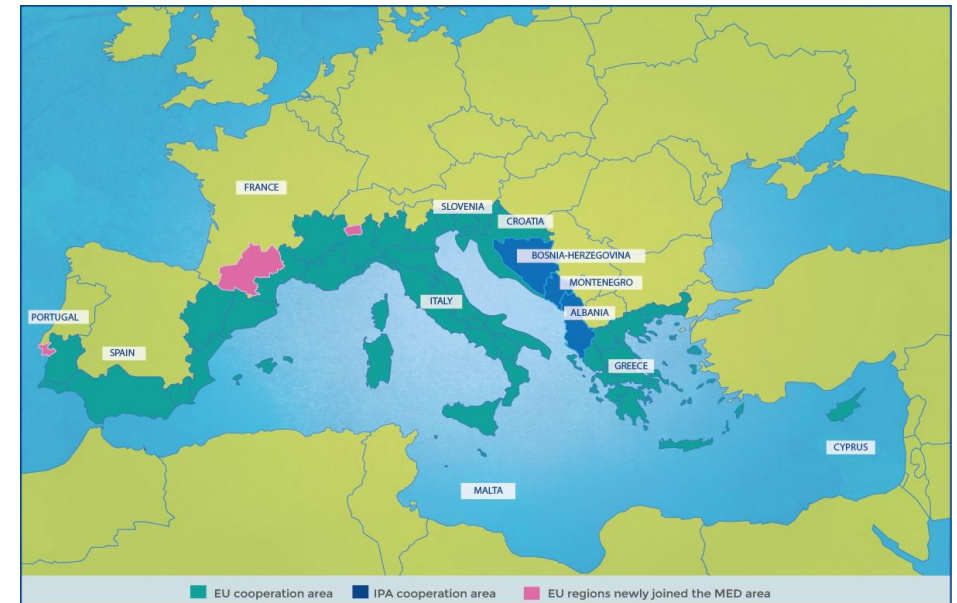 FRANCE
SLOVENIA
CROATIA
BOSNIA-HERZEGOVINA
MONTENEGRO
ITALY
ALBANIA
PORTUGAL
SPAIN
GREECE
CYPRUS
MALTA
EU cooperation area IPA cooperation area EU regions newly joined the MED area